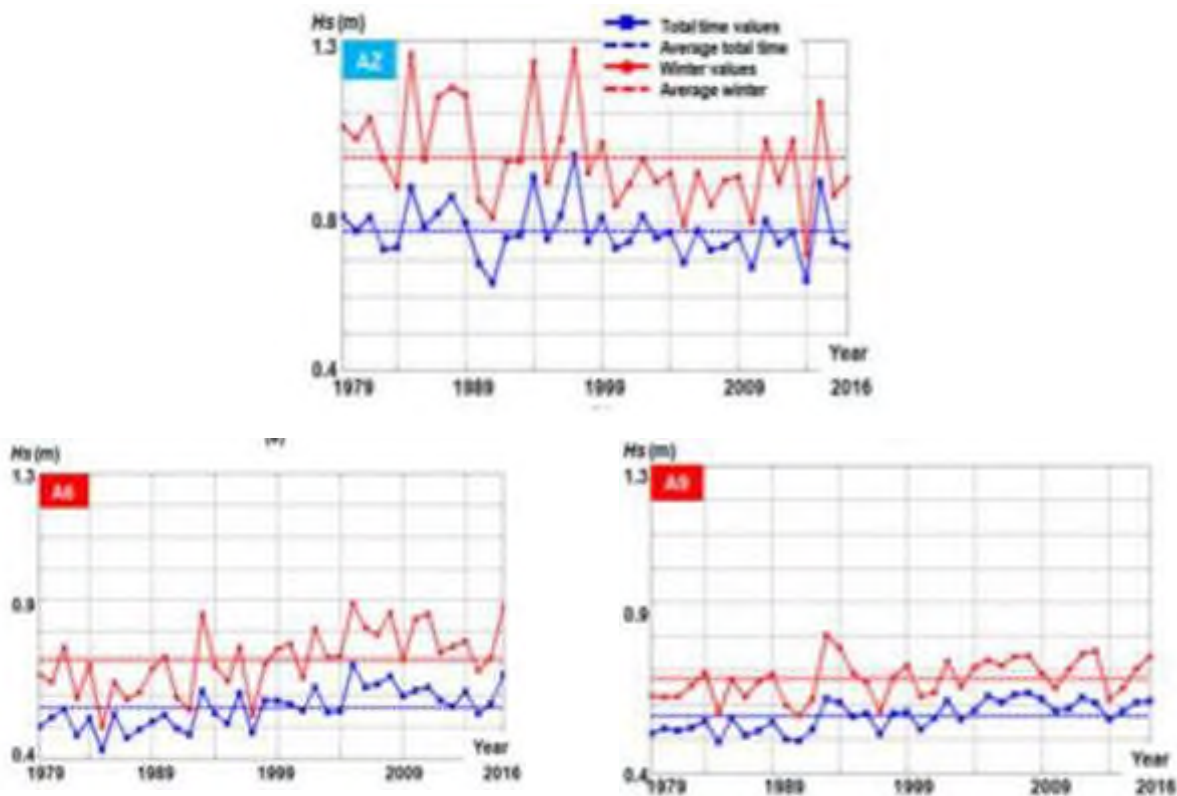 Hs (m)
1.3
AZ
Total time values
Average total time
Winter values
Average winter
0.8
0.4
Year
1979
1989
1999
2009
2016
Hs (m)
1.3
A6
0.9
0.4
Year
1979
1989
1999
2009
2016
Hs (m)
1.3
A9
0.9
0.4
Year
1979
1989
1999
2009
2016